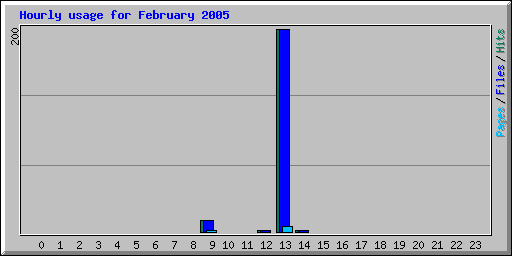 Hourly usage for February 2005
200
Pages/Files/Hits
0 1 2 3 4 5 6 7 8 9 10 11 12 13 14 15 16 17 18 19 20 21 22 23